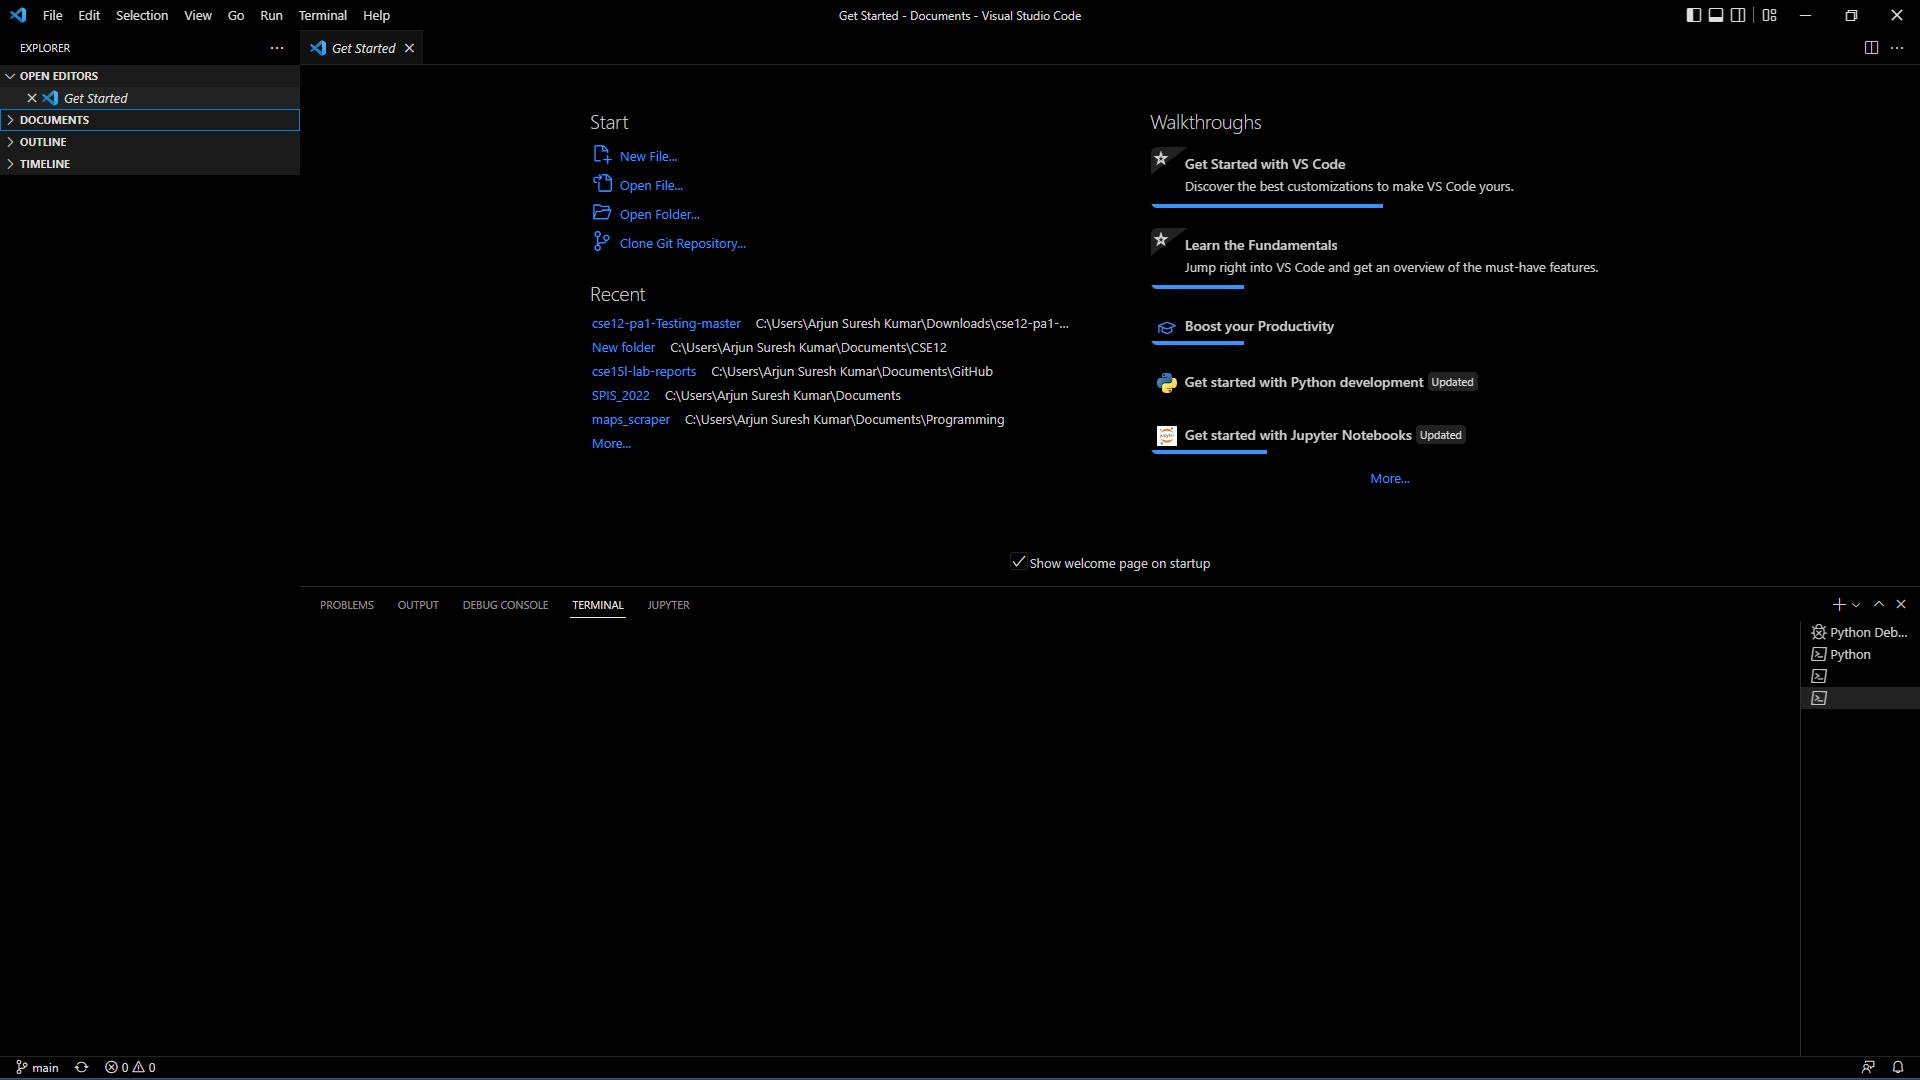 File Edit Selection View Go Run Terminal Help
Get Started - Documents - Visual Studio Code
EXPLORER
Get Started
OPEN EDITORS
Get Started
DOCUMENTS
OUTLINE
TIMELINE
Start
New File...
Open File...
Open Folder...
Clone Git Repository...
Recent
cse12-pa1-Testing-master C:\Users\Arjun Suresh Kumar\Downloads\cse12-pa1-...
New folder C:\Users\Arjun Suresh Kumar\Documents\CSE12
cse15l-lab-reports C:\Users\Arjun Suresh Kumar\Documents\GitHub
SPIS_2022 C:\Users\Arjun Suresh Kumar\Documents
maps_scraper C:\Users\Arjun Suresh Kumar\Documents\Programming
More...
Walkthroughs
Get Started with VS Code
Discover the best customizations to make VS Code yours.
Learn the Fundamentals
Jump right into VS Code and get an overview of the must-have features.
Boost your Productivity
Get started with Python development Updated
Get started with Jupyter Notebooks Updated
More...
Show welcome page on startup
PROBLEMS OUTPUT DEBUG CONSOLE TERMINAL JUPYTER
Python Deb...
Python
main 0 0